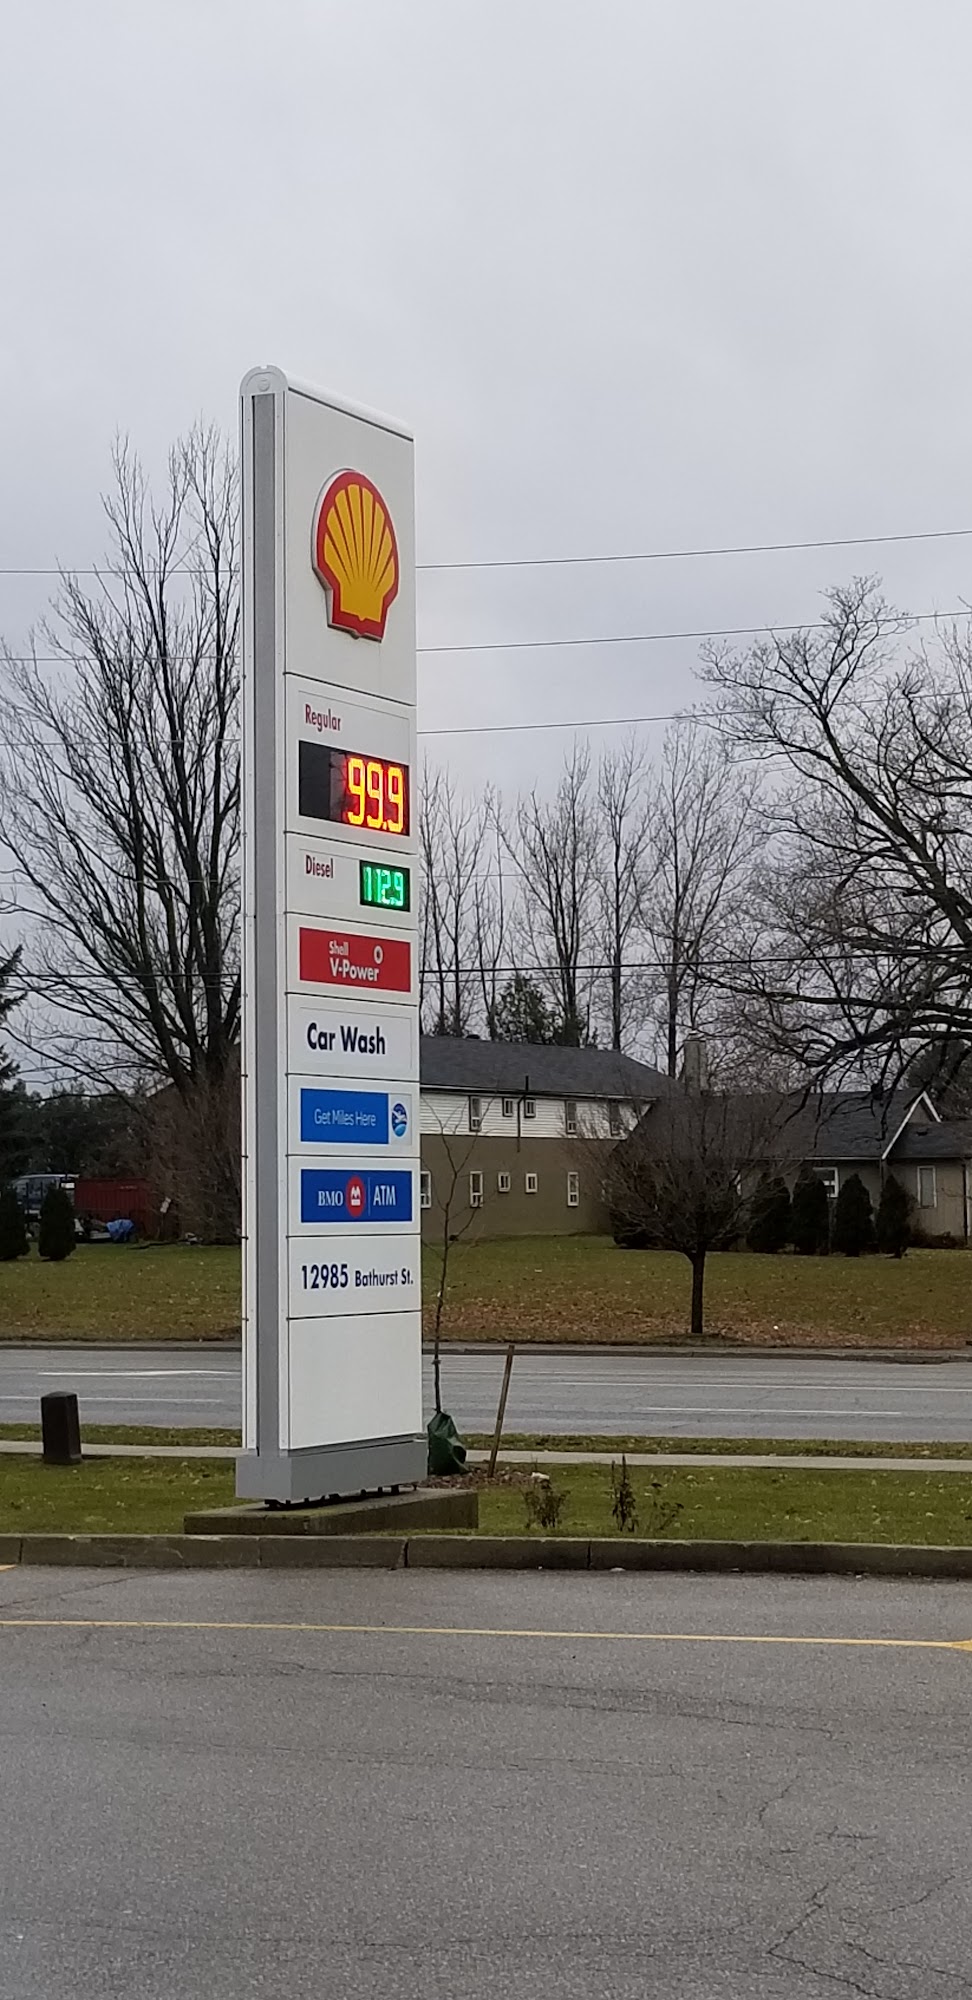 Regular
99.9
Diesel
112.9
Shell
V-Power
Car Wash
Get Miles Here
BMO ATM
12985 Bathurst St.